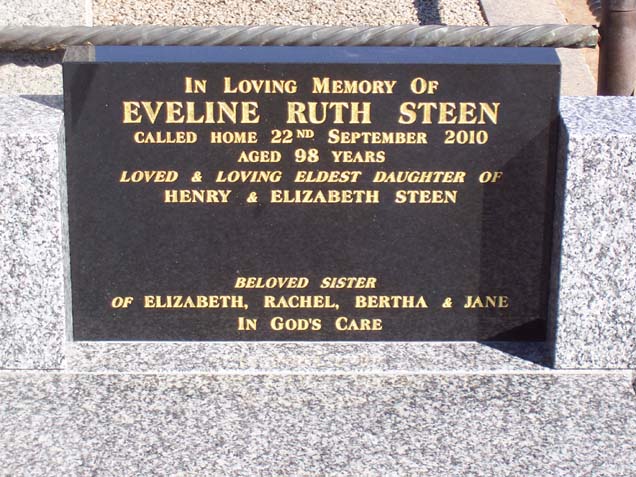 In Loving Memory Of
EVELINE RUTH STEEN
CALLED HOME 22ND SEPTEMBER 2010
AGED 98 YEARS
LOVED & LOVING ELDEST DAUGHTER OF
HENRY & ELIZABETH STEEN
BELOVED SISTER
OF ELIZABETH, RACHEL, BERTHA & JANE
IN GOD'S CARE